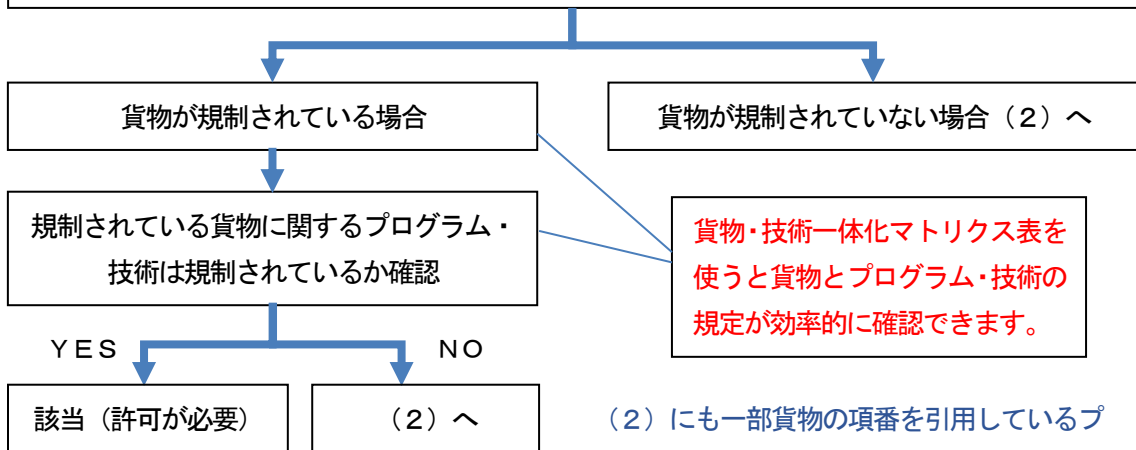 貨物が規制されている場合
貨物が規制されていない場合（２）へ
規制されている貨物に関するプログラム・
技術は規制されているか確認
貨物・技術一体化マトリクス表を
使うと貨物とプログラム・技術の
規定が効率的に確認できます。
ＹＥＳ
ＮＯ
該当（許可が必要）
（２）へ
（２）にも一部貨物の項番を引用しているプ